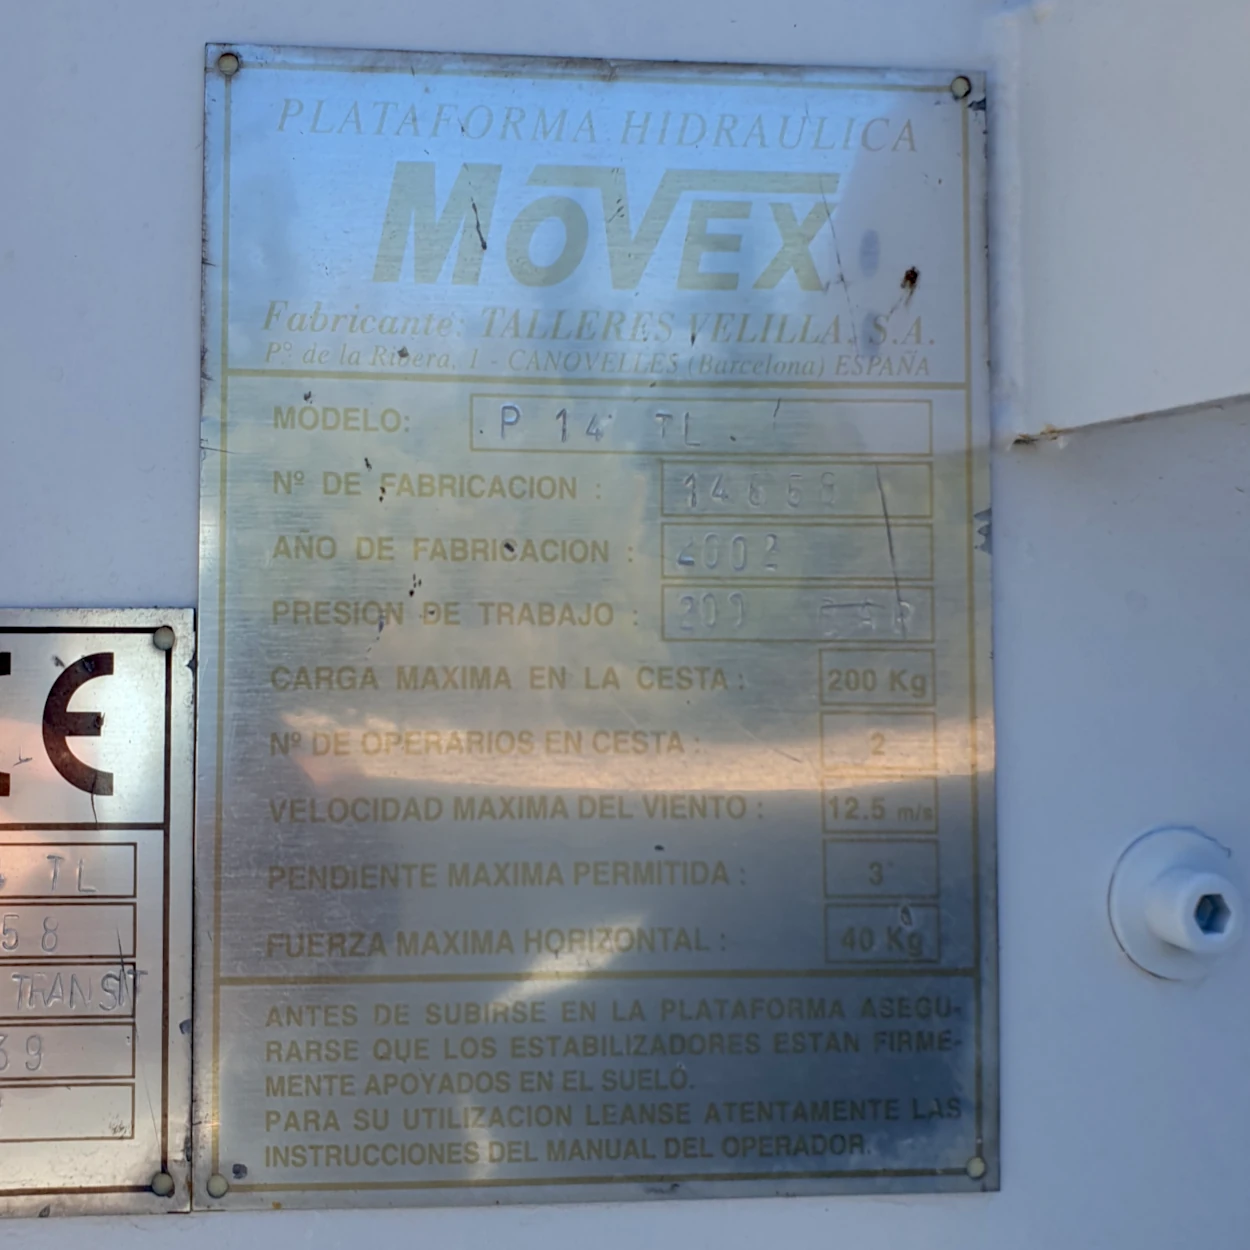 PLATAFORMA HIDRAULICA
MOVEX
Fabricante: TALLERES VELILLA, S.A.
Pº de la Ribera, 1 - CANOVELLES (Barcelona) ESPAÑA
MODELO: P 14 TL.
Nº DE FABRICACION :
AÑO DE FABRICACION : 2002
PRESION DE TRABAJO : 200 BAR
CARGA MAXIMA EN LA CESTA : 200 Kg
Nº DE OPERARIOS EN CESTA : 2
VELOCIDAD MAXIMA DEL VIENTO : 12.5 m/s
PENDIENTE MAXIMA PERMITIDA : 3°
FUERZA MAXIMA HORIZONTAL : 40 Kg
ANTES DE SUBIRSE EN LA PLATAFORMA ASEGU-
RARSE QUE LOS ESTABILIZADORES ESTAN FIRME-
MENTE APOYADOS EN EL SUELO.
PARA SU UTILIZACION LEANSE ATENTAMENTE LAS
INSTRUCCIONES DEL MANUAL DEL OPERADOR.
CE
TL
58
TRANSIT
39